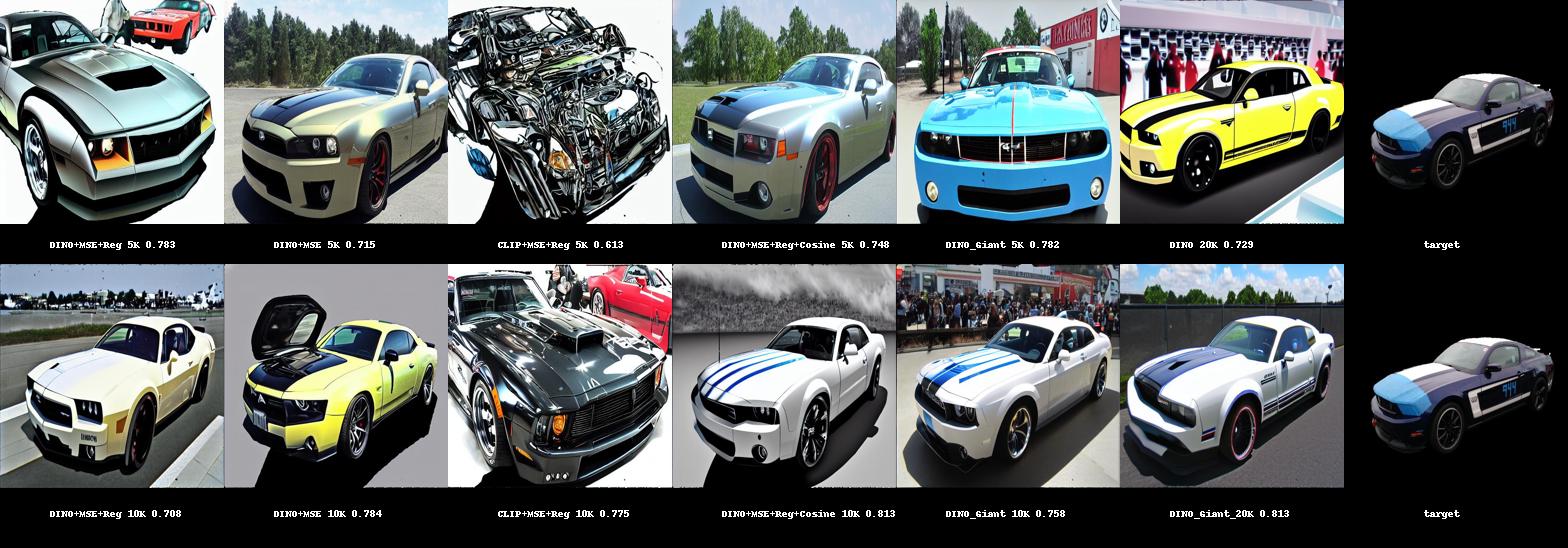 DINO+MSE+Reg 5K 0.783
DINO+MSE 5K 0.715
CLIP+MSE+Reg 5K 0.613
DINO+MSE+Reg+Cosine 5K 0.748
DINO_Giant 5K 0.782
DINO 20K 0.729
target
944
DINO+MSE+Reg 10K 0.708
DINO+MSE 10K 0.784
CLIP+MSE+Reg 10K 0.775
DINO+MSE+Reg+Cosine 10K 0.813
DINO_Giant 10K 0.758
DINO_Giant_20K 0.813
target
944